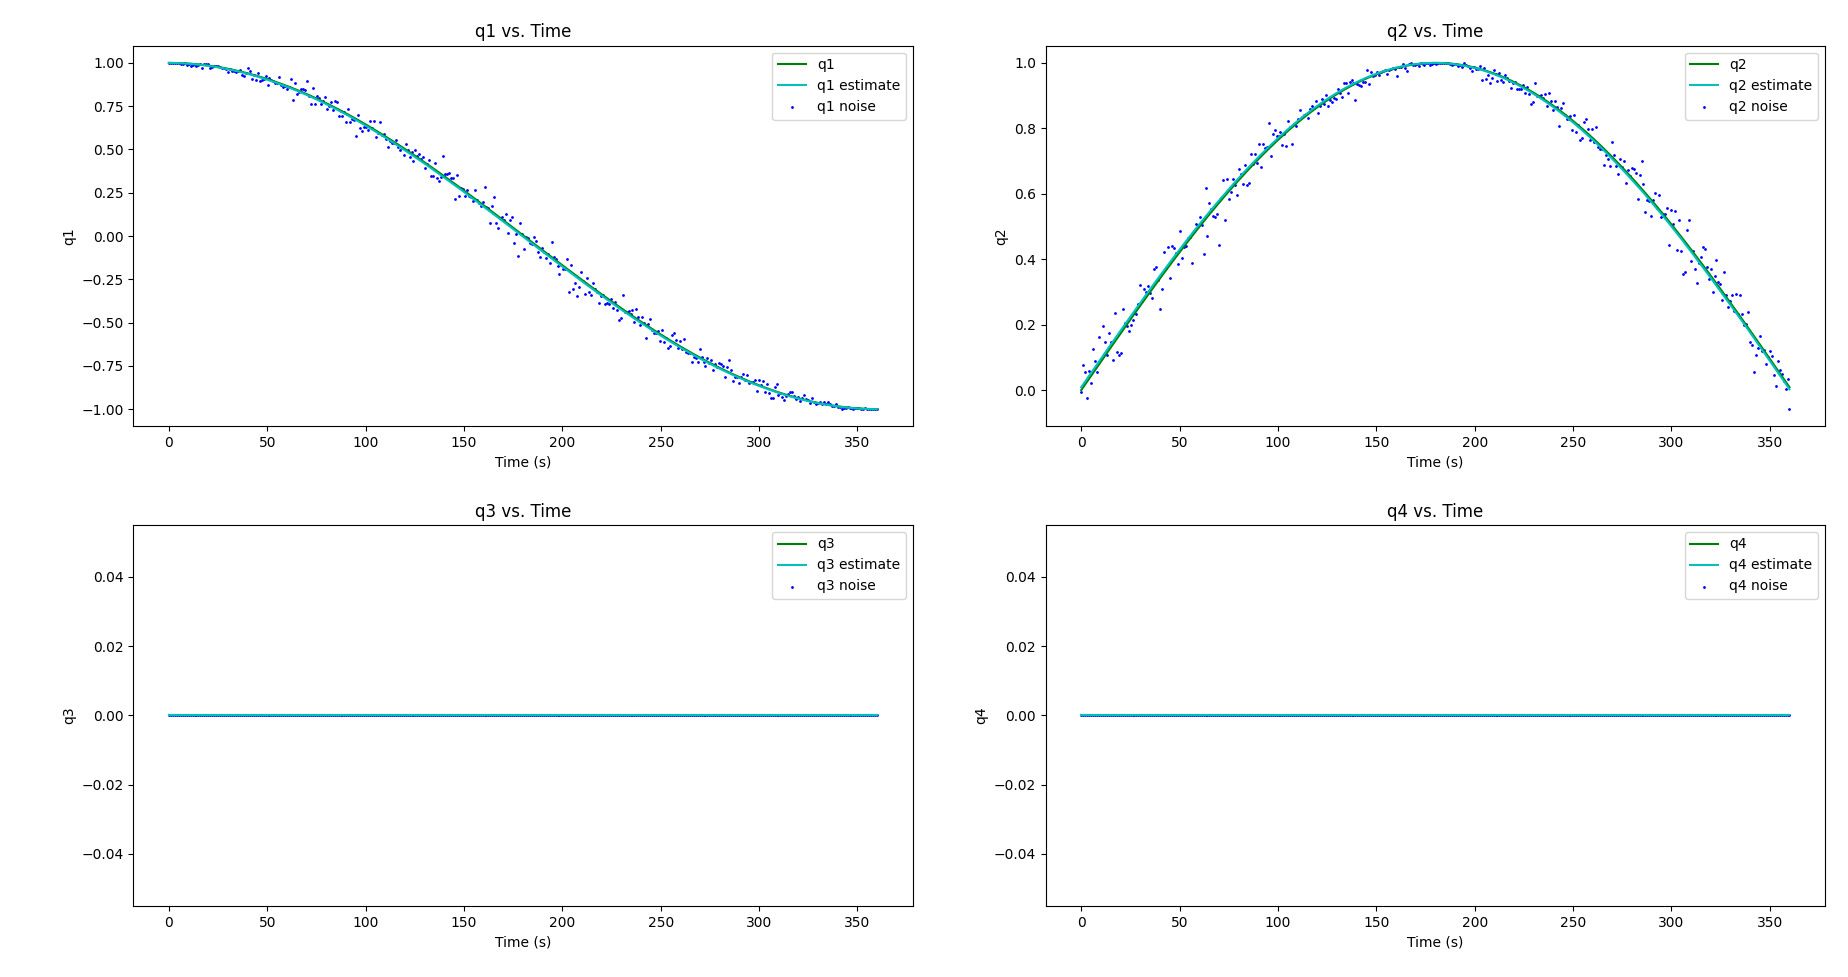 q1 vs. Time
1.00
0.75
0.50
0.25
0.00
−0.25
−0.50
−0.75
−1.00
q1
0 50 100 150 200 250 300 350
Time (s)
q1
q1 estimate
q1 noise
q2 vs. Time
1.0
0.8
0.6
0.4
0.2
0.0
q2
0 50 100 150 200 250 300 350
Time (s)
q2
q2 estimate
q2 noise
q3 vs. Time
0.04
0.02
0.00
−0.02
−0.04
q3
0 50 100 150 200 250 300 350
Time (s)
q3
q3 estimate
q3 noise
q4 vs. Time
0.04
0.02
0.00
−0.02
−0.04
q4
0 50 100 150 200 250 300 350
Time (s)
q4
q4 estimate
q4 noise